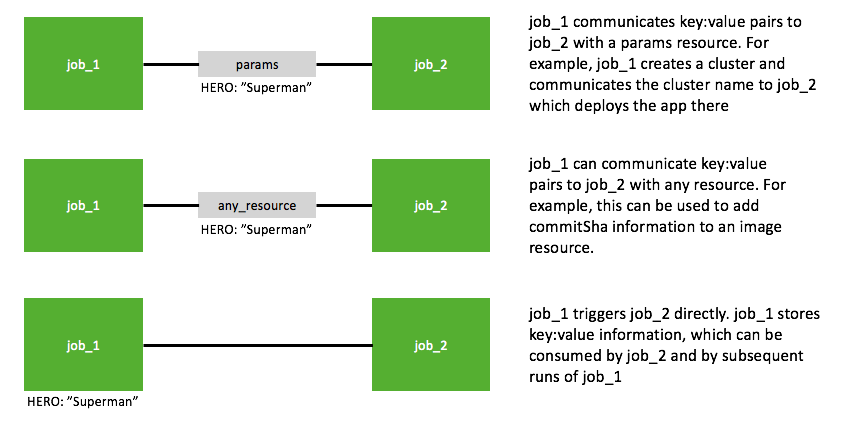 job_1
params
HERO: ”Superman”
job_2
job_1 communicates key:value pairs to
job_2 with a params resource. For
example, job_1 creates a cluster and
communicates the cluster name to job_2
which deploys the app there
job_1
any_resource
HERO: ”Superman”
job_2
job_1 can communicate key:value
pairs to job_2 with any resource. For
example, this can be used to add
commitSha information to an image
resource.
job_1
HERO: ”Superman”
job_2
job_1 triggers job_2 directly. job_1 stores
key:value information, which can be
consumed by job_2 and by subsequent
runs of job_1